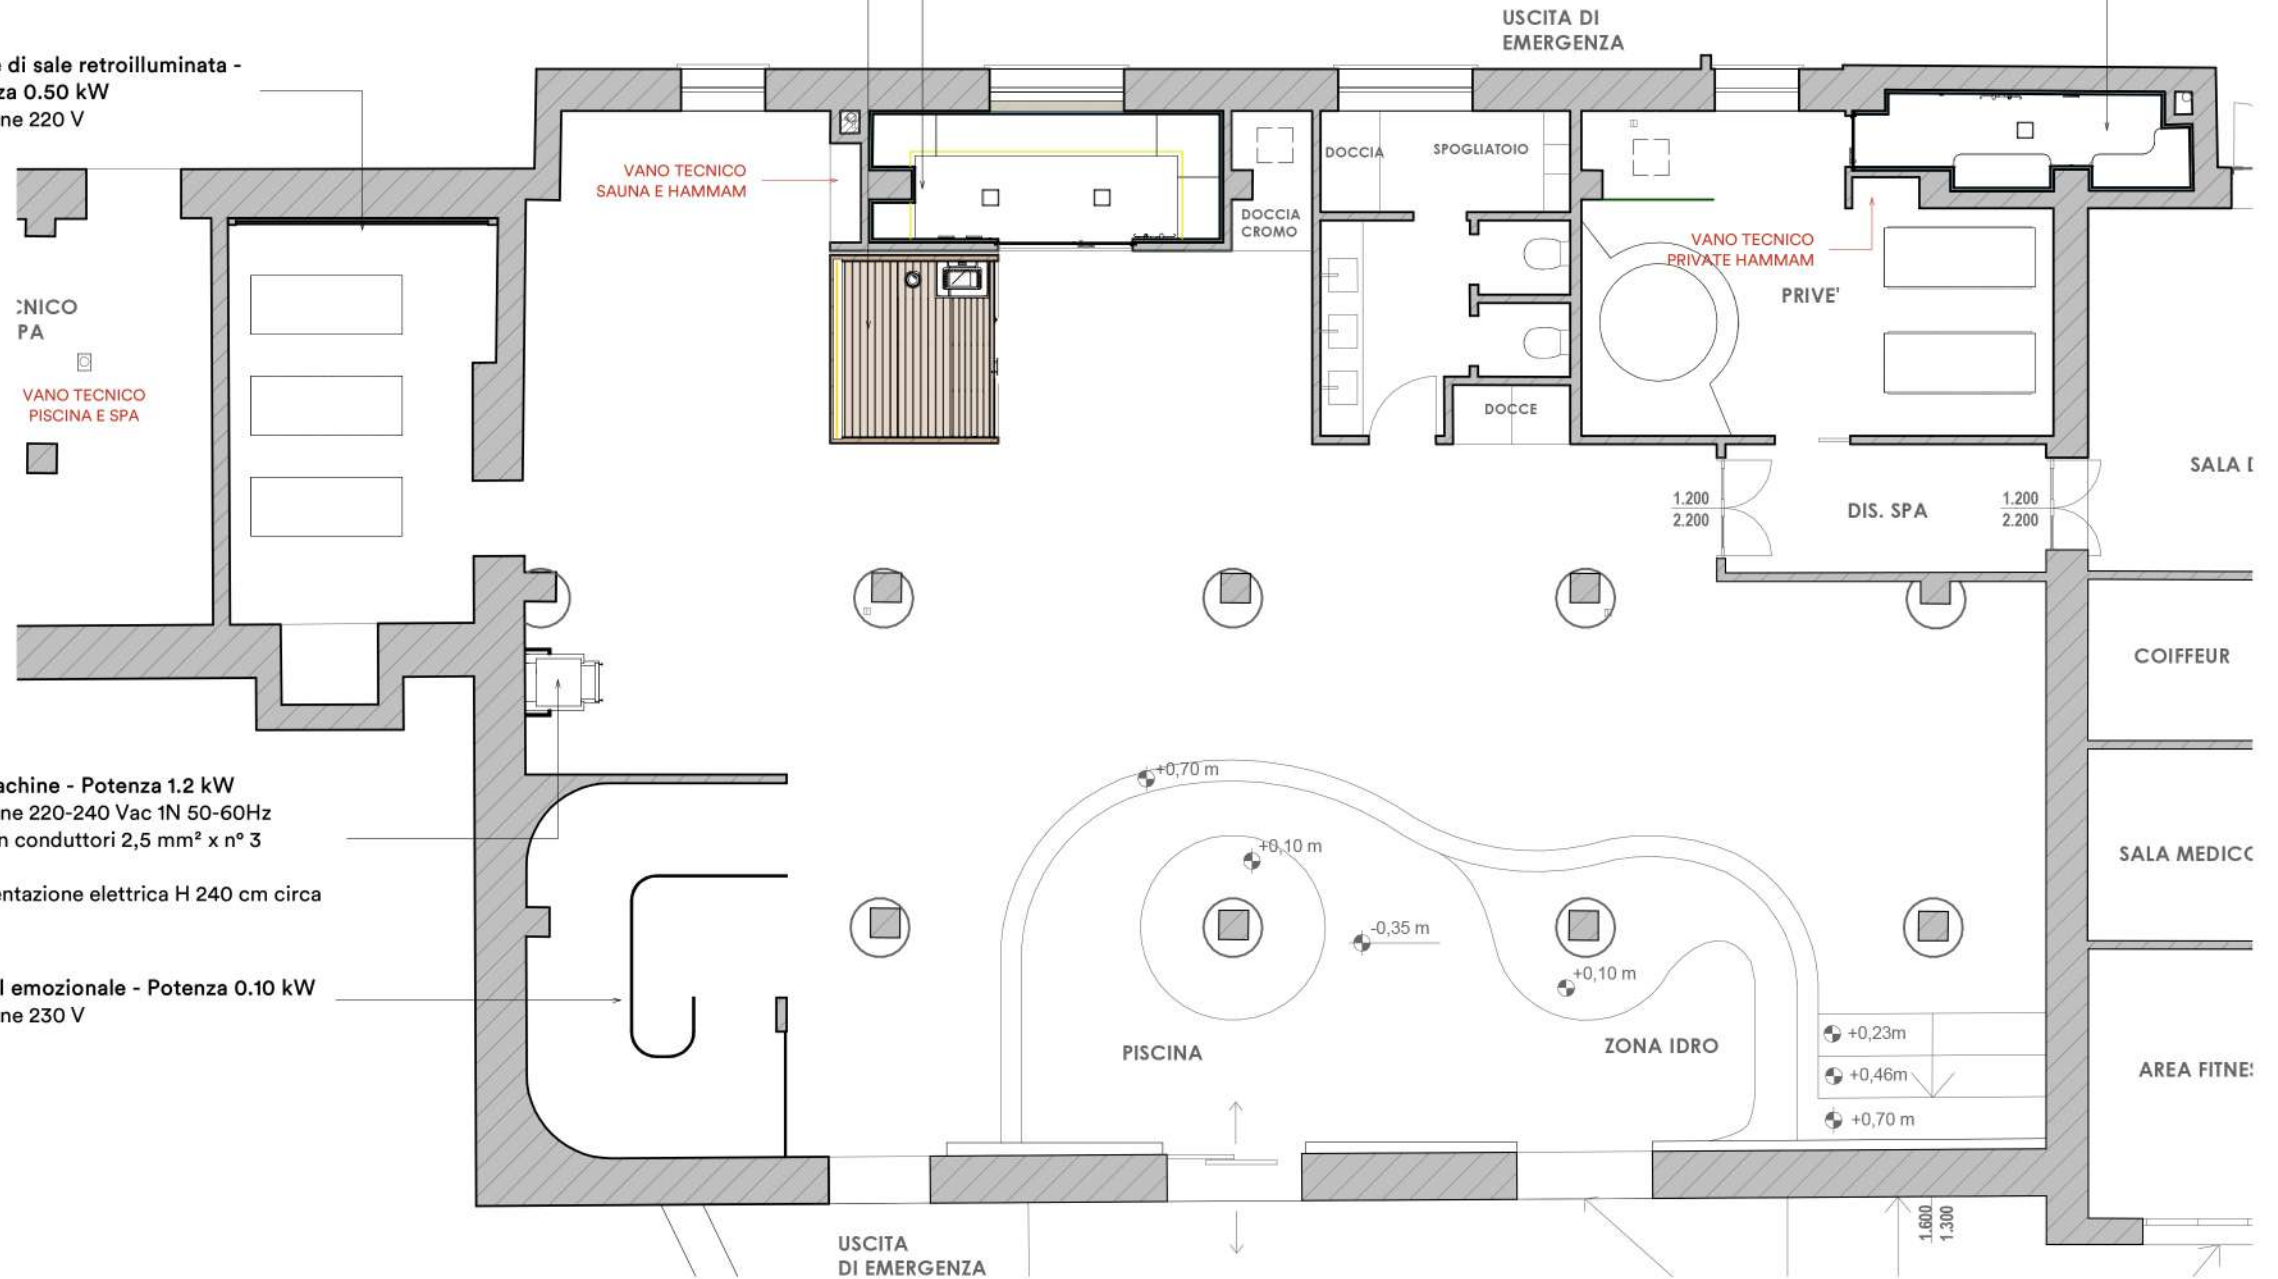 USCITA DI
EMERGENZA
di sale retroilluminata -
0.50 kW
220 V
VANO TECNICO
SAUNA E HAMMAM
DOCCIA
SPOGLIATOIO
DOCCIA
CROMO
VANO TECNICO
PRIVATE HAMMAM
PRIVE'
CNICO
PA
VANO TECNICO
PISCINA E SPA
DOCCE
SALA
1.200
2.200
DIS. SPA
1.200
2.200
COIFFEUR
achine - Potenza 1.2 kW
ne 220-240 Vac 1N 50-60Hz
n conduttori 2,5 mm² x n° 3
entazione elettrica H 240 cm circa
+0,70 m
+0,10 m
-0,35 m
+0,10 m
SALA MEDICO
l emozionale - Potenza 0.10 kW
ne 230 V
PISCINA
ZONA IDRO
+0,23m
+0,46m
+0,70 m
AREA FITNES
USCITA
DI EMERGENZA
1.600
1.300